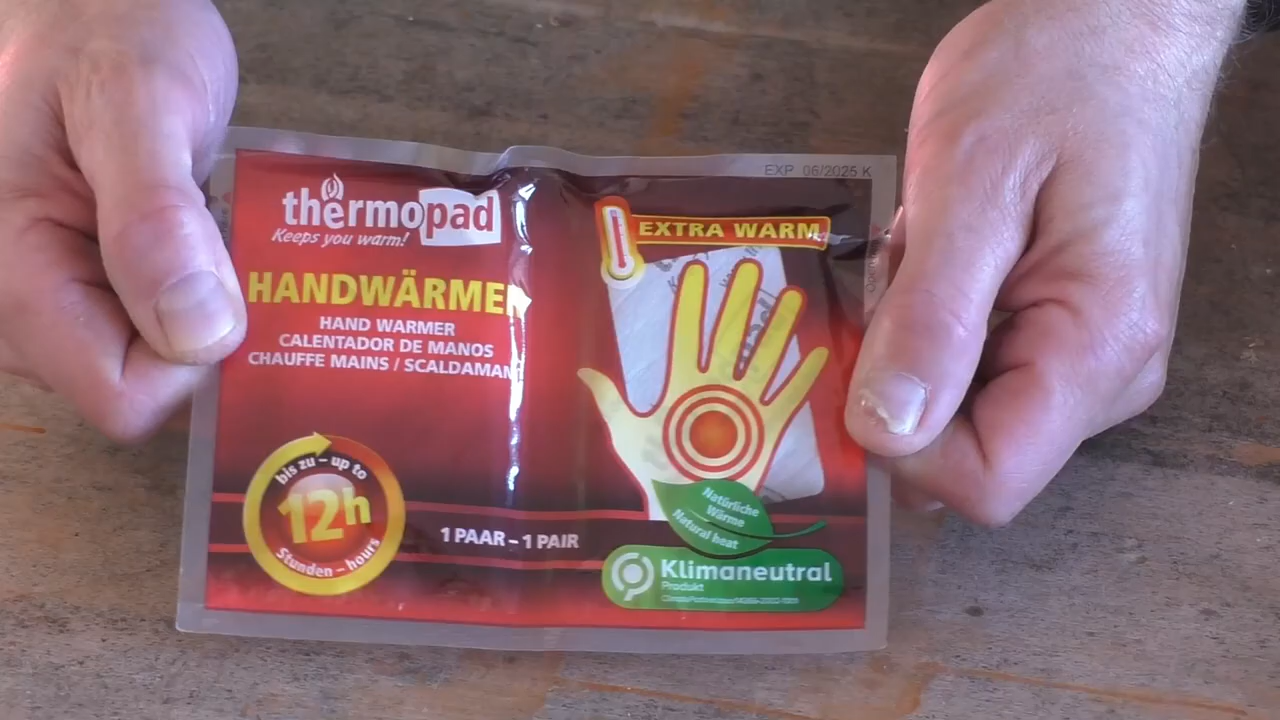 EXP 06/2025 K
thermopad
Keeps you warm!
EXTRA WARM
HANDWÄRMER
HAND WARMER
CALENTADOR DE MANOS
CHAUFFE MAINS / SCALDAMANI
bis zu – up to
12h
Stunden – hours
1 PAAR – 1 PAIR
Natürliche
Wärme
Natural heat
Klimaneutral
Produkt